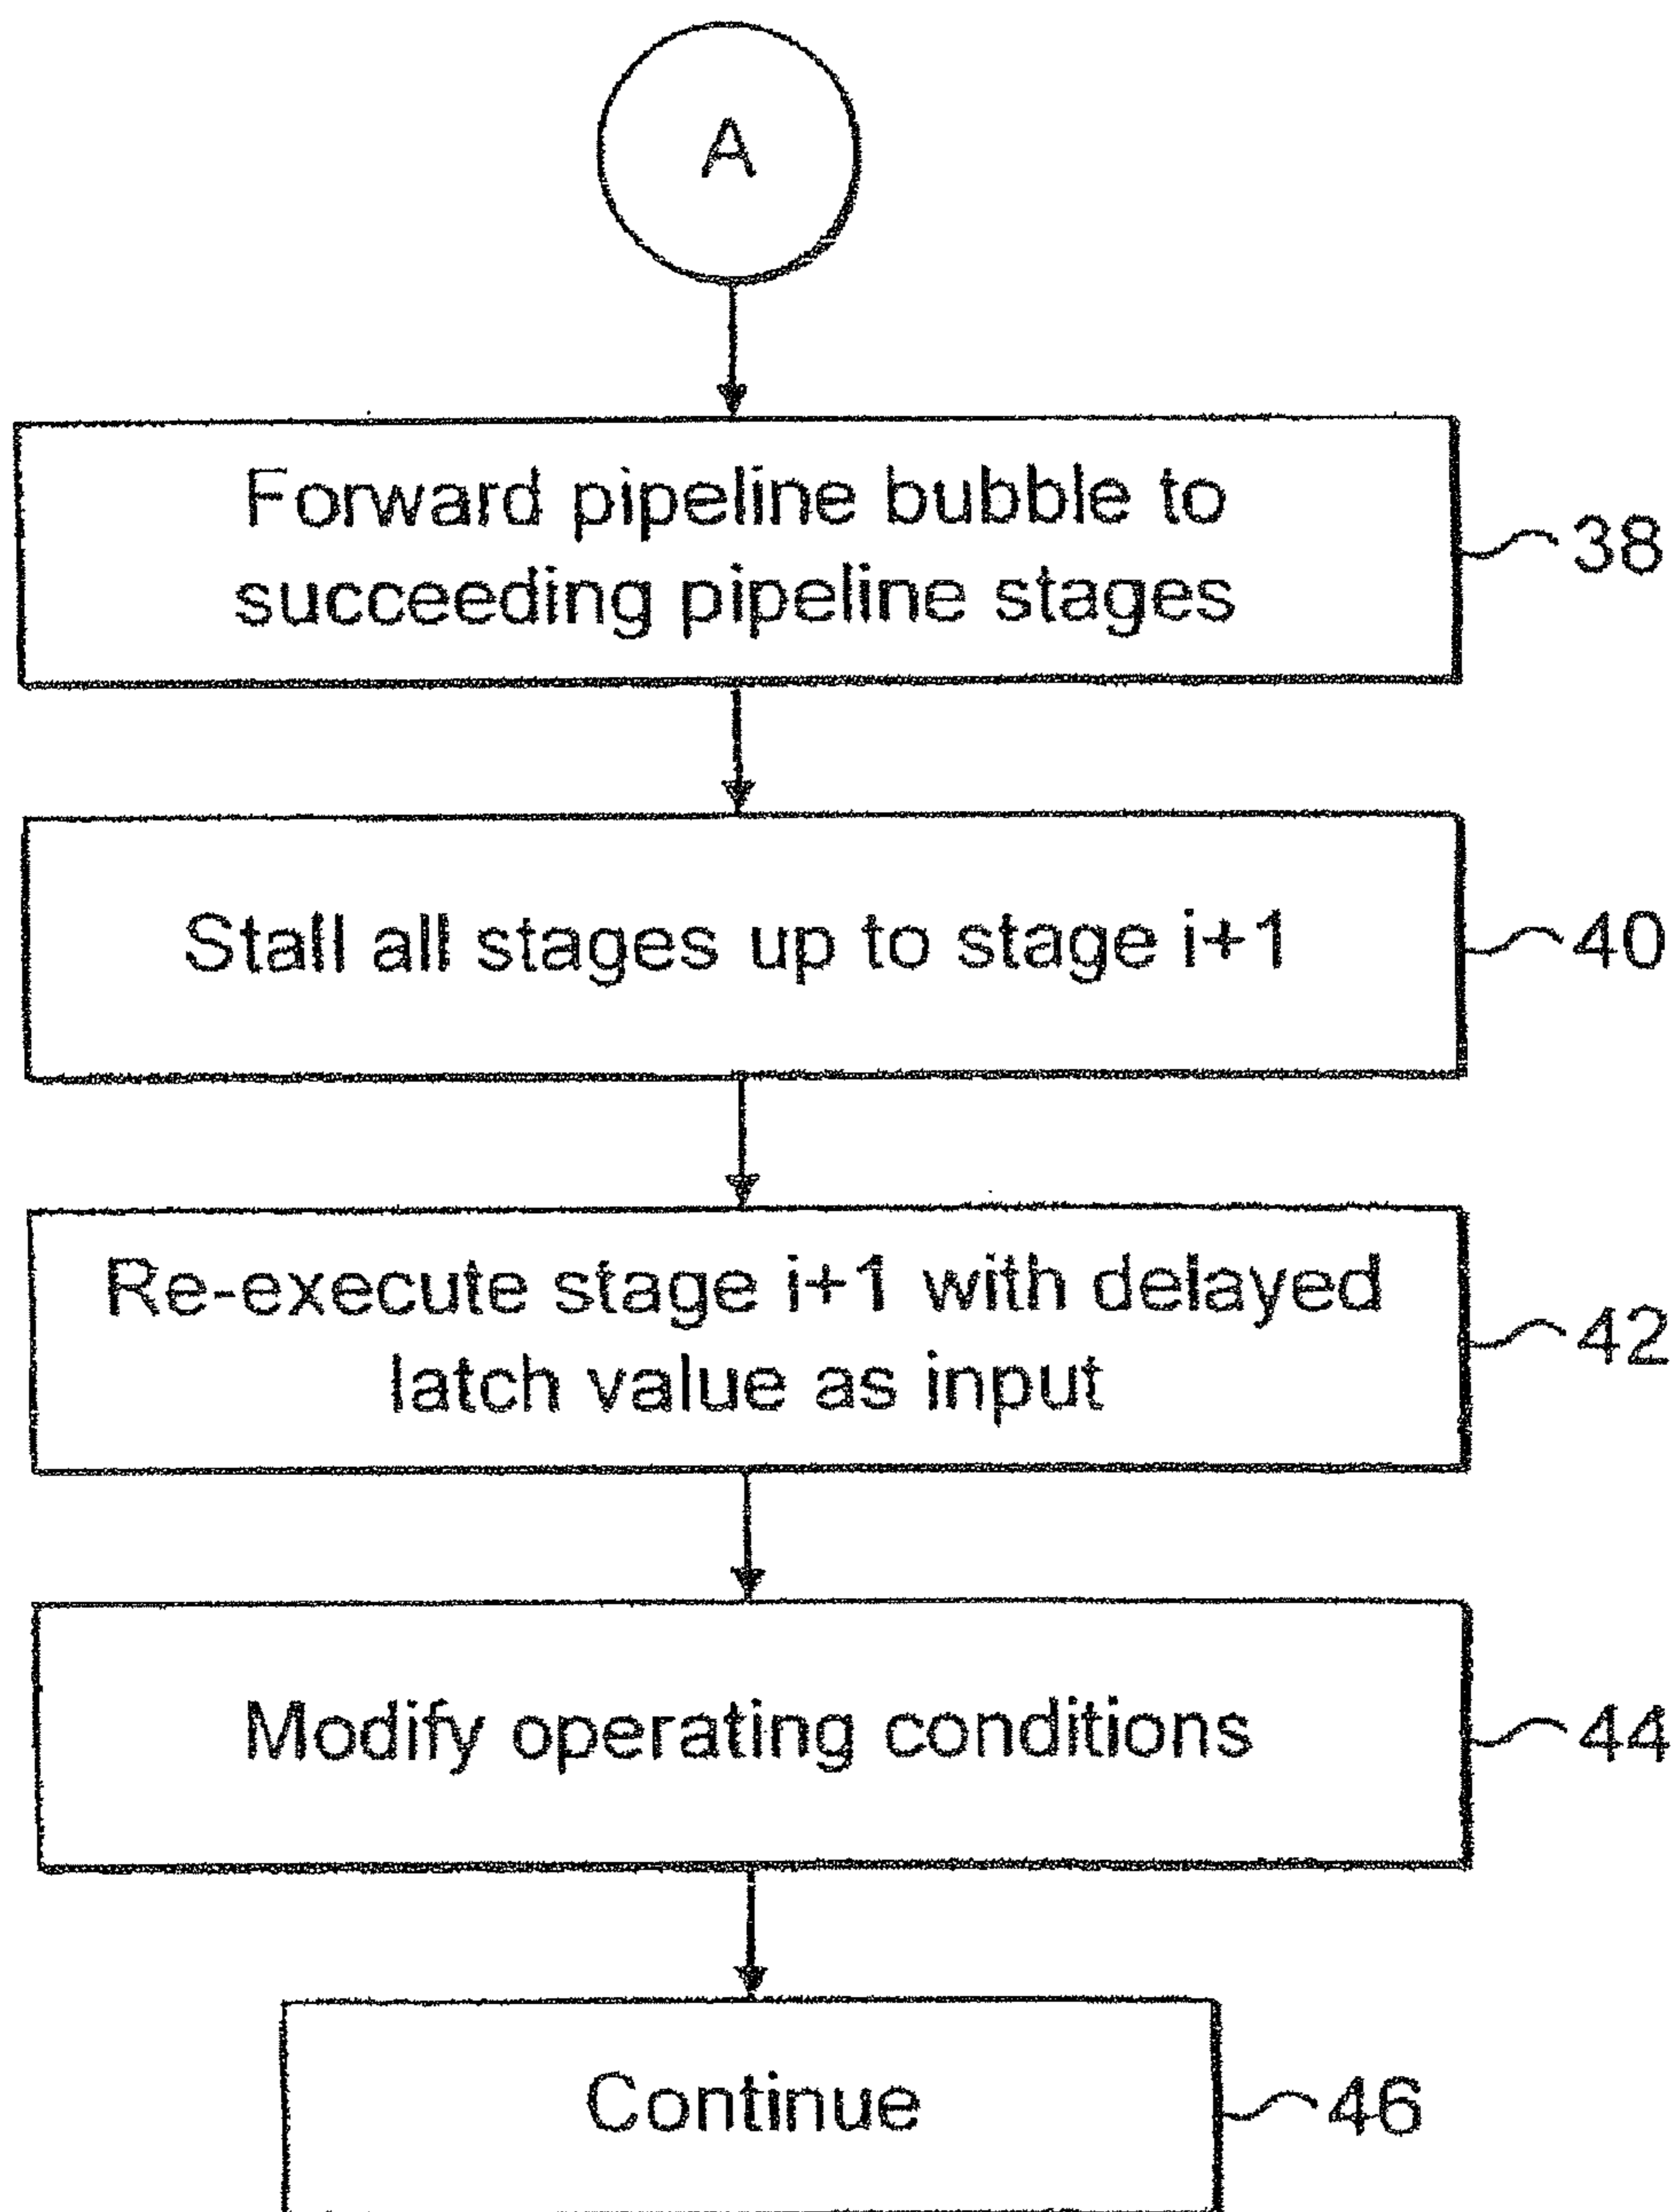 A
Forward pipeline bubble to
succeeding pipeline stages
38
Stall all stages up to stage i+1
40
Re-execute stage i+1 with delayed
latch value as input
42
Modify operating conditions
44
Continue
46